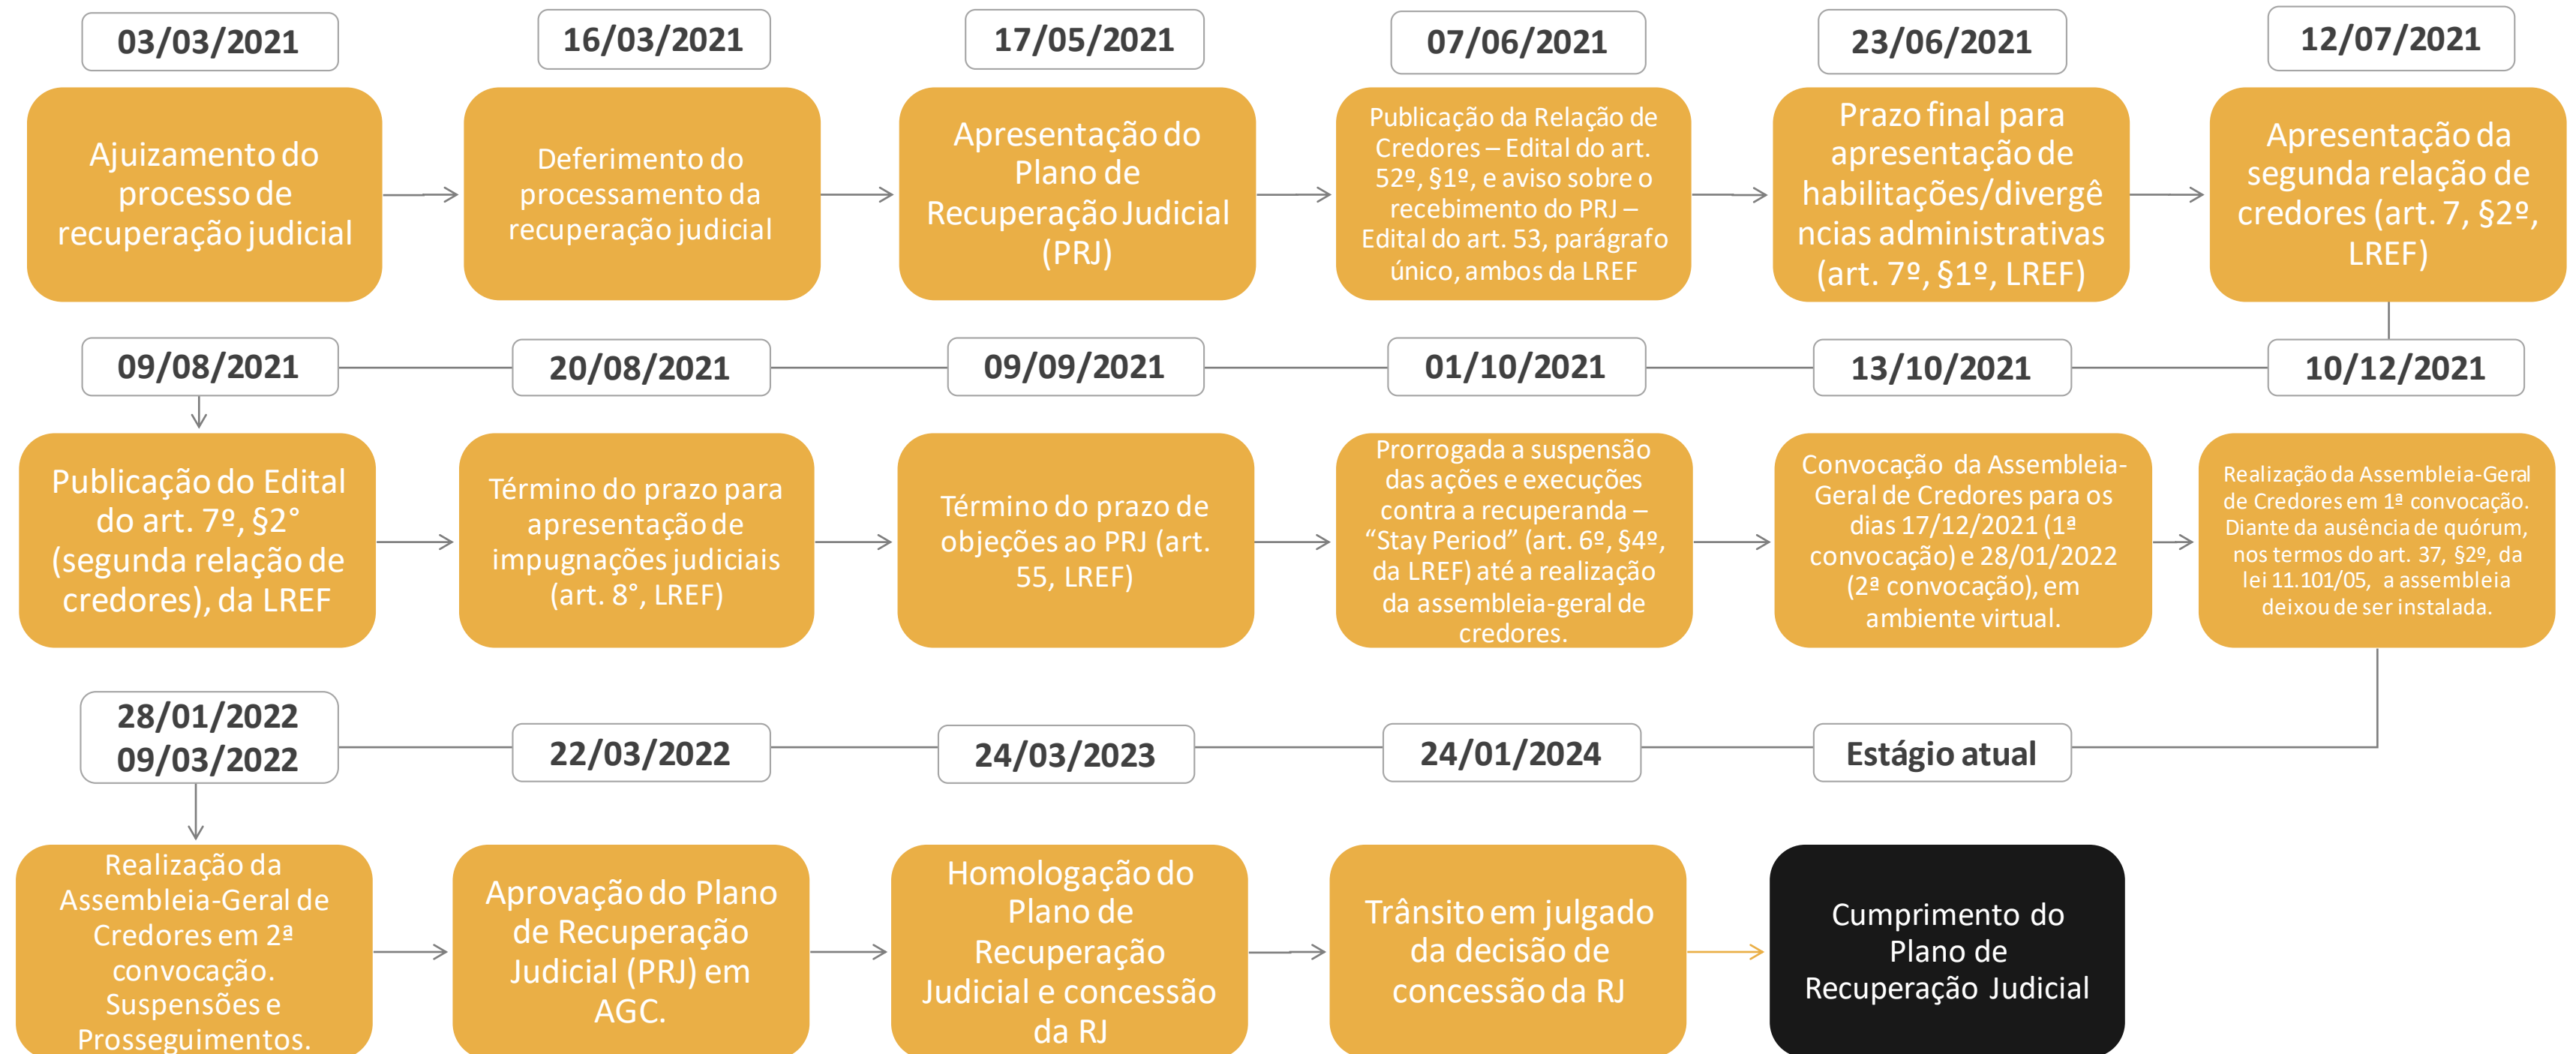 03/03/2021
Ajuizamento do
processo de
recuperação judicial
16/03/2021
Deferimento do
processamento da
recuperação judicial
17/05/2021
Apresentação do
Plano de
Recuperação Judicial
(PRJ)
07/06/2021
Publicação da Relação de
Credores – Edital do art.
52º, §1º, e aviso sobre o
recebimento do PRJ –
Edital do art. 53, parágrafo
único, ambos da LREF
23/06/2021
Prazo final para
apresentação de
habilitações/divergê
ncias administrativas
(art. 7º, §1º, LREF)
12/07/2021
Apresentação da
segunda relação de
credores (art. 7, §2º,
LREF)
09/08/2021
Publicação do Edital
do art. 7º, §2°
(segunda relação de
credores), da LREF
20/08/2021
Término do prazo para
apresentação de
impugnações judiciais
(art. 8°, LREF)
09/09/2021
Término do prazo de
objeções ao PRJ (art.
55, LREF)
01/10/2021
Prorrogada a suspensão
das ações e execuções
contra a recuperanda –
“Stay Period” (art. 6º, §4º,
da LREF) até a realização
da assembleia-geral de
credores.
13/10/2021
Convocação da Assembleia-
Geral de Credores para os
dias 17/12/2021 (1ª
convocação) e 28/01/2022
(2ª convocação), em
ambiente virtual.
10/12/2021
Realização da Assembleia-Geral
de Credores em 1ª convocação.
Diante da ausência de quórum,
nos termos do art. 37, §2º, da
lei 11.101/05, a assembleia
deixou de ser instalada.
28/01/2022
09/03/2022
Realização da
Assembleia-Geral de
Credores em 2ª
convocação.
Suspensões e
Prosseguimentos.
22/03/2022
Aprovação do Plano
de Recuperação
Judicial (PRJ) em
AGC.
24/03/2023
Homologação do
Plano de
Recuperação
Judicial e concessão
da RJ
24/01/2024
Trânsito em julgado
da decisão de
concessão da RJ
Estágio atual
Cumprimento do
Plano de
Recuperação Judicial